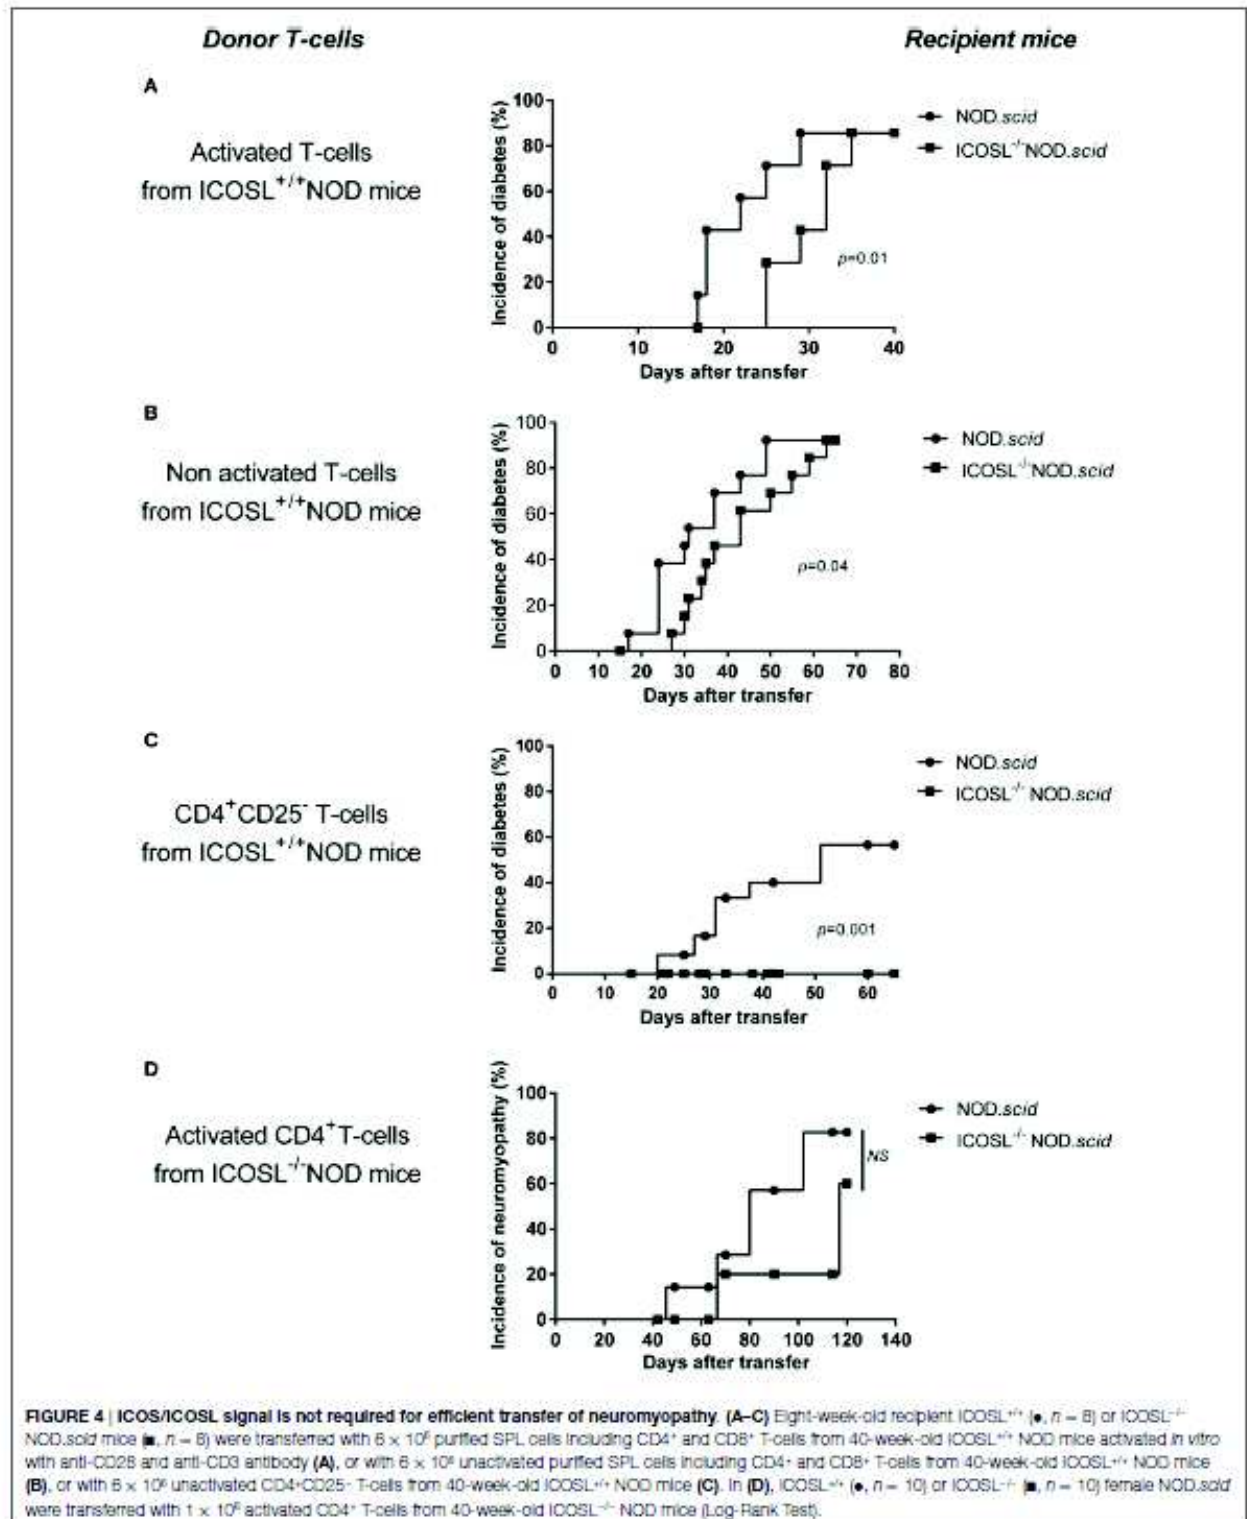 Donor T-cells
Recipient mice
A
Activated T-cells
from ICOSL+/+NOD mice
Incidence of diabetes (%)
100
80
60
40
20
0
0 10 20 30 40
Days after transfer
p=0.01
NOD.scid
ICOSL-/-NOD.scid
B
Non activated T-cells
from ICOSL+/+NOD mice
Incidence of diabetes (%)
100
80
60
40
20
0
0 10 20 30 40 50 60 70 80
Days after transfer
p=0.04
NOD.scid
ICOSL-/-NOD.scid
C
CD4+CD25- T-cells
from ICOSL+/+NOD mice
Incidence of diabetes (%)
100
80
60
40
20
0
0 10 20 30 40 50 60
Days after transfer
p=0.001
NOD.scid
ICOSL-/- NOD.scid
D
Activated CD4+T-cells
from ICOSL-/-NOD mice
Incidence of neuromyopathy (%)
100
80
60
40
20
0
0 20 40 60 80 100 120 140
Days after transfer
NS
NOD.scid
ICOSL-/- NOD.scid
FIGURE 4 | ICOS/ICOSL signal is not required for efficient transfer of neuromyopathy. (A–C) Eight-week-old recipient ICOSL+/+ (●, n = 8) or ICOSL-/-
NOD.scid mice (■, n = 8) were transferred with 6 × 10⁶ purified SPL cells including CD4+ and CD8+ T-cells from 40-week-old ICOSL+/+ NOD mice activated in vitro
with anti-CD28 and anti-CD3 antibody (A), or with 6 × 10⁶ unactivated purified SPL cells including CD4+ and CD8+ T-cells from 40-week-old ICOSL+/+ NOD mice
(B), or with 6 × 10⁶ unactivated CD4+CD25- T-cells from 40-week-old ICOSL+/+ NOD mice (C). In (D), ICOSL+/+ (●, n = 10) or ICOSL-/- (■, n = 10) female NOD.scid
were transferred with 1 × 10⁶ activated CD4+ T-cells from 40-week-old ICOSL-/- NOD mice (Log-Rank Test).